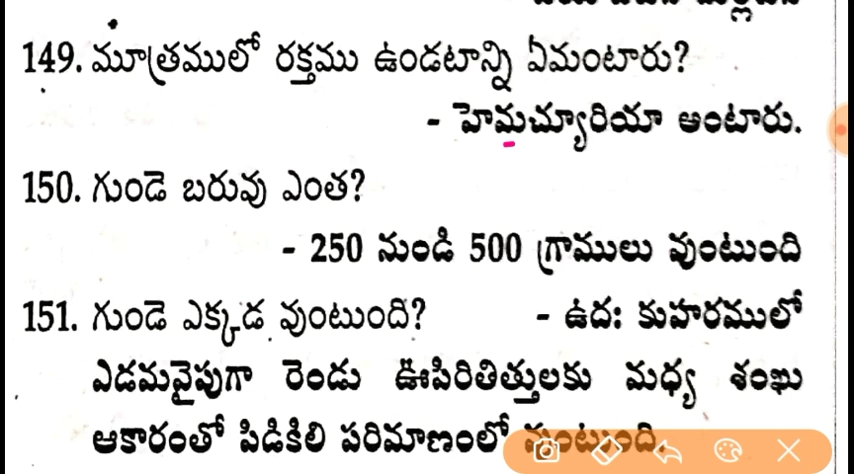 149. మూత్రములో రక్తము ఉండటాన్ని ఏమంటారు?
- హెమచ్యూరియా అంటారు.
150. గుండె బరువు ఎంత?
- 250 నుండి 500 గ్రాములు వుంటుంది
151. గుండె ఎక్కడ వుంటుంది? - ఉదః కుహరములో
ఎడమవైపుగా రెండు ఊపిరితిత్తులకు మధ్య శంఖు
ఆకారంతో పిడికిలి పరిమాణంలో వుంటుంది.